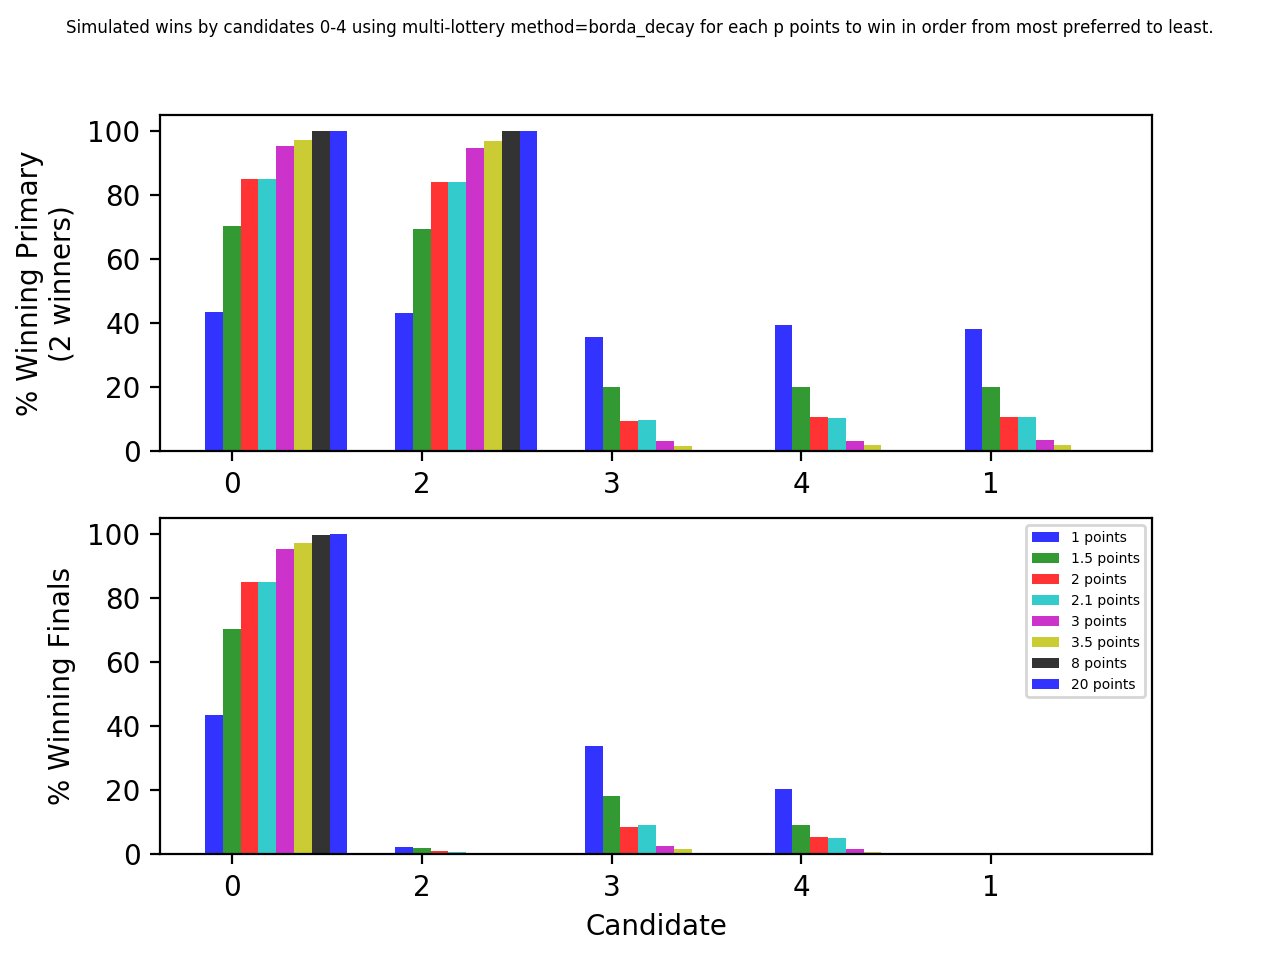 Simulated wins by candidates 0-4 using multi-lottery method=borda_decay for each p points to win in order from most preferred to least.
% Winning Primary
(2 winners)
100
80
60
40
20
0
0 2 3 4 1
% Winning Finals
100
80
60
40
20
0
1 points
1.5 points
2 points
2.1 points
3 points
3.5 points
8 points
20 points
0 2 3 4 1
Candidate